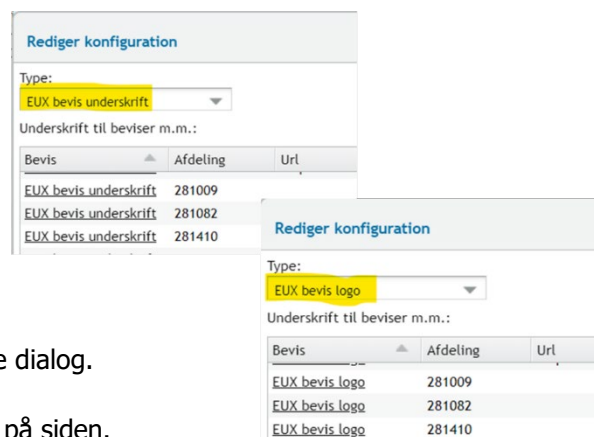 Rediger konfiguration
Type:
EUX bevis underskrift
Underskrift til beviser m.m.:
Bevis Afdeling Url
EUX bevis underskrift 281009
EUX bevis underskrift 281082
EUX bevis underskrift 281410
Rediger konfiguration
Type:
EUX bevis logo
Underskrift til beviser m.m.:
Bevis Afdeling Url
EUX bevis logo 281009
EUX bevis logo 281082
EUX bevis logo 281410
e dialog.
på siden.